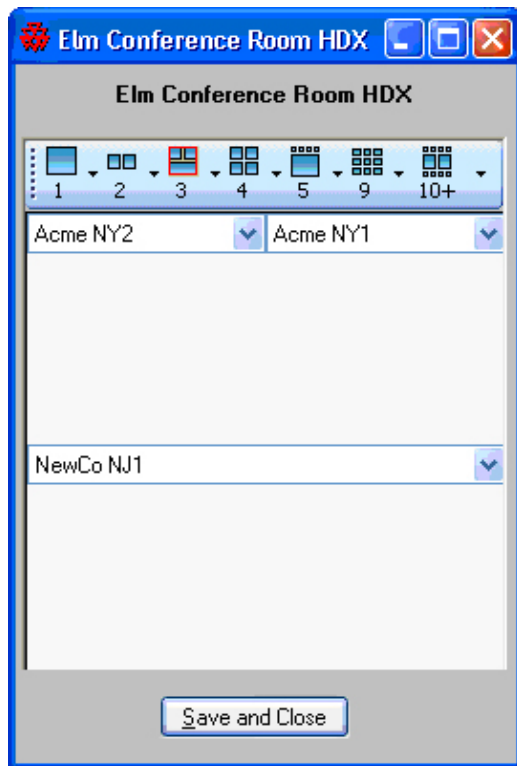 Elm Conference Room HDX
Elm Conference Room HDX
1 2 3 4 5 9 10+
Acme NY2 Acme NY1
NewCo NJ1
Save and Close